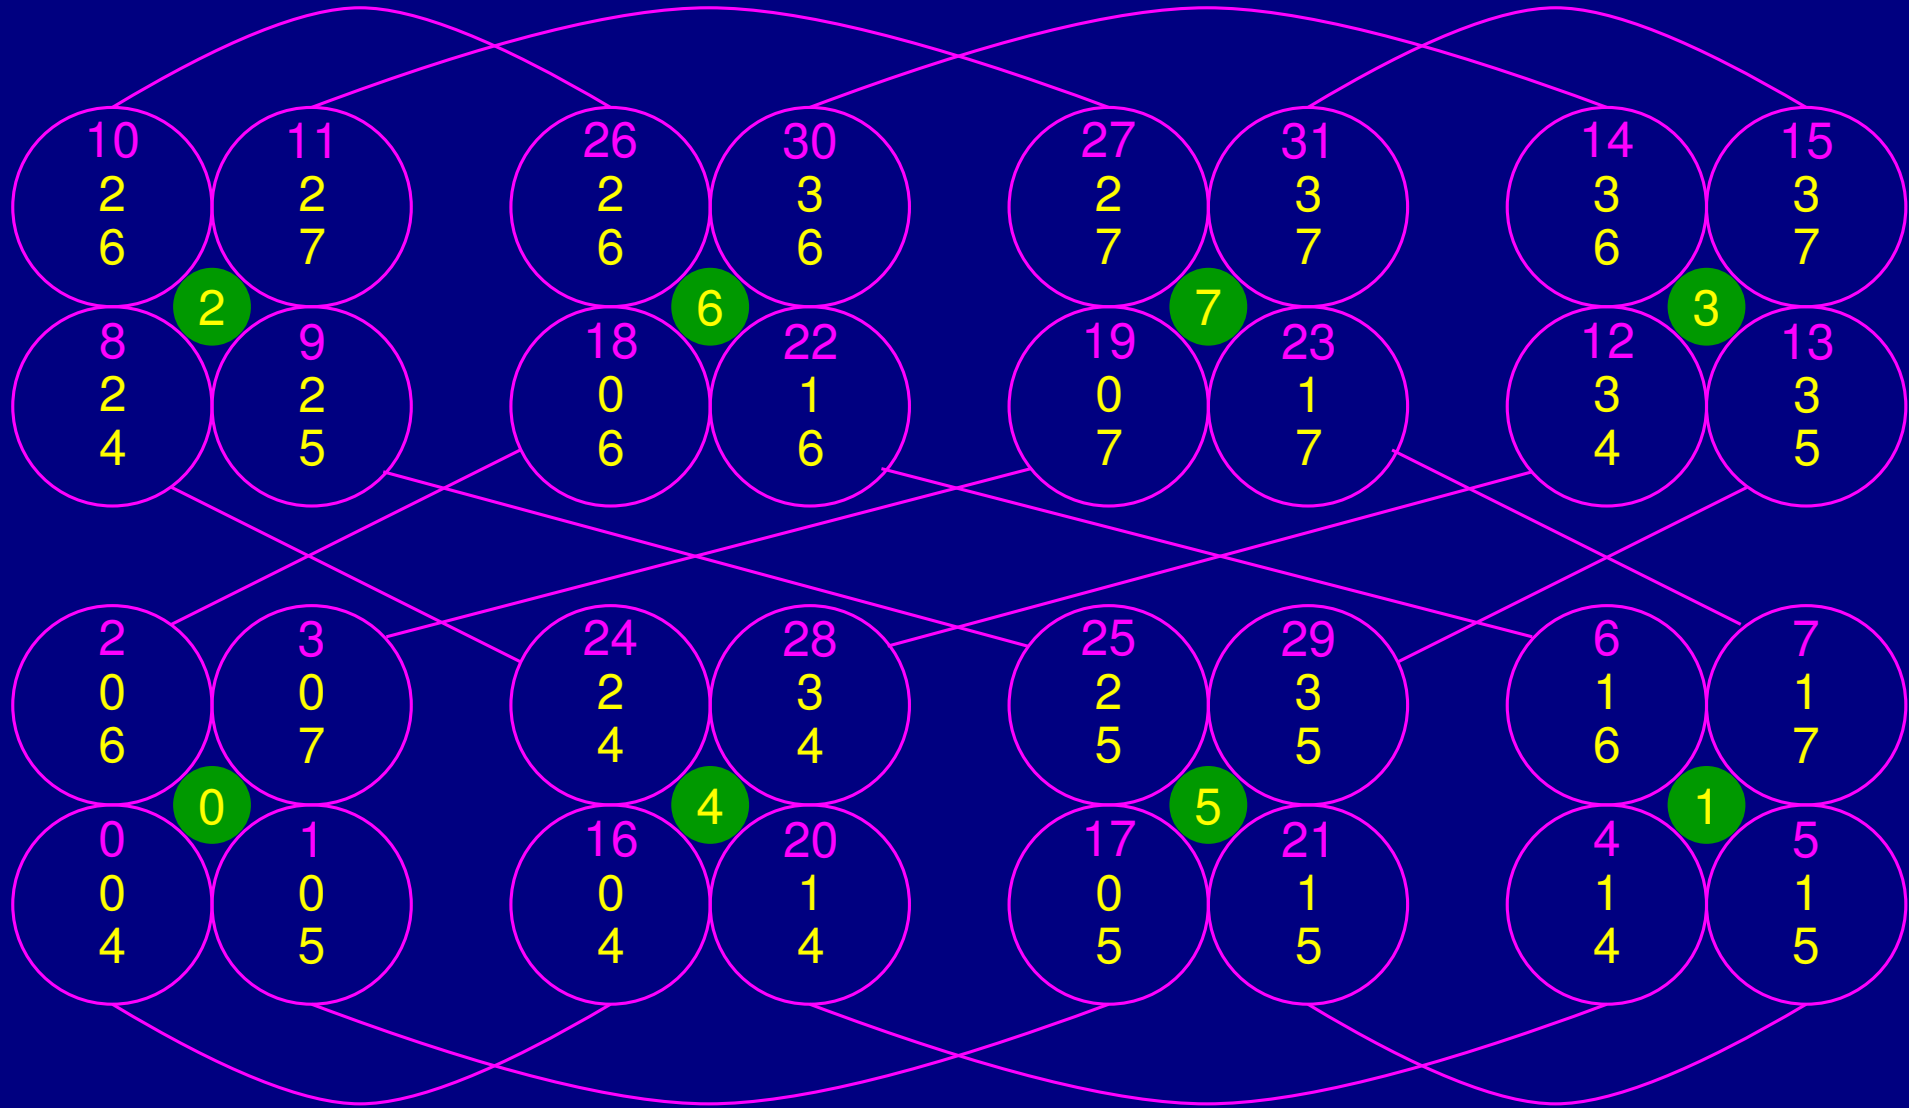 10 11 26 30 27 31 14 15
2 2 2 3 2 3 3 3
6 7 6 6 7 7 6 7
2 6 7 3
8 9 18 22 19 23 12 13
2 2 0 1 0 1 3 3
4 5 6 6 7 7 4 5
2 3 24 28 25 29 6 7
0 0 2 3 2 3 1 1
6 7 4 4 5 5 6 7
0 4 5 1
0 1 16 20 17 21 4 5
0 0 0 1 0 1 1 1
4 5 4 4 5 5 4 5